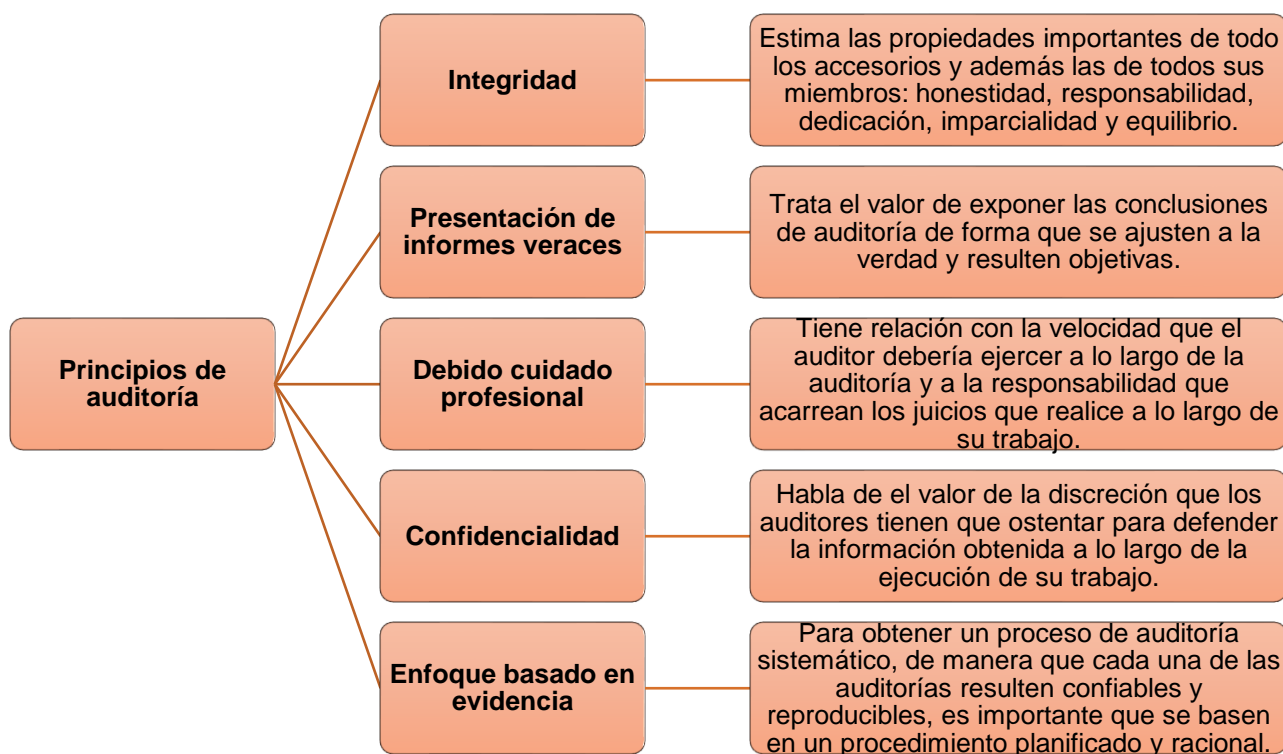 Integridad
Estima las propiedades importantes de todo
los accesorios y además las de todos sus
miembros: honestidad, responsabilidad,
dedicación, imparcialidad y equilibrio.
Presentación de
informes veraces
Trata el valor de exponer las conclusiones
de auditoría de forma que se ajusten a la
verdad y resulten objetivas.
Principios de
auditoría
Debido cuidado
profesional
Tiene relación con la velocidad que el
auditor debería ejercer a lo largo de la
auditoría y a la responsabilidad que
acarrean los juicios que realice a lo largo de
su trabajo.
Confidencialidad
Habla de el valor de la discreción que los
auditores tienen que ostentar para defender
la información obtenida a lo largo de la
ejecución de su trabajo.
Enfoque basado en
evidencia
Para obtener un proceso de auditoría
sistemático, de manera que cada una de las
auditorías resulten confiables y
reproducibles, es importante que se basen
en un procedimiento planificado y racional.